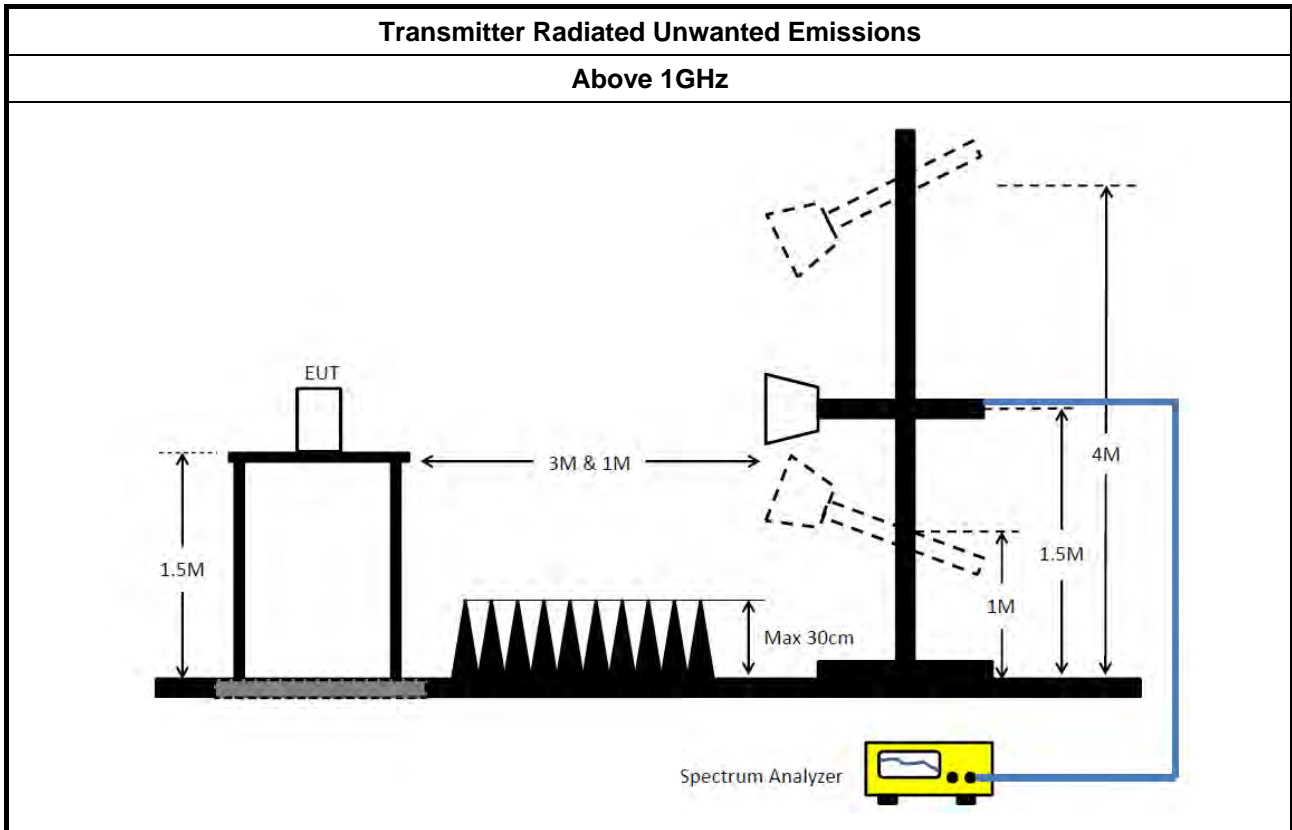 Transmitter Radiated Unwanted Emissions
Above 1GHz
EUT
3M & 1M
4M
1.5M
1.5M
1M
Max 30cm
Spectrum Analyzer